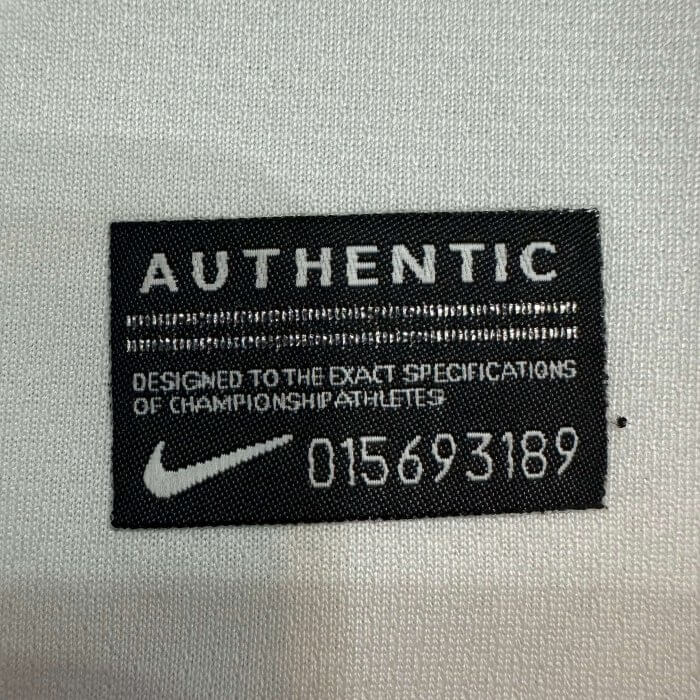 AUTHENTIC
DESIGNED TO THE EXACT SPECIFICATIONS
OF CHAMPIONSHIP ATHLETES
015693189